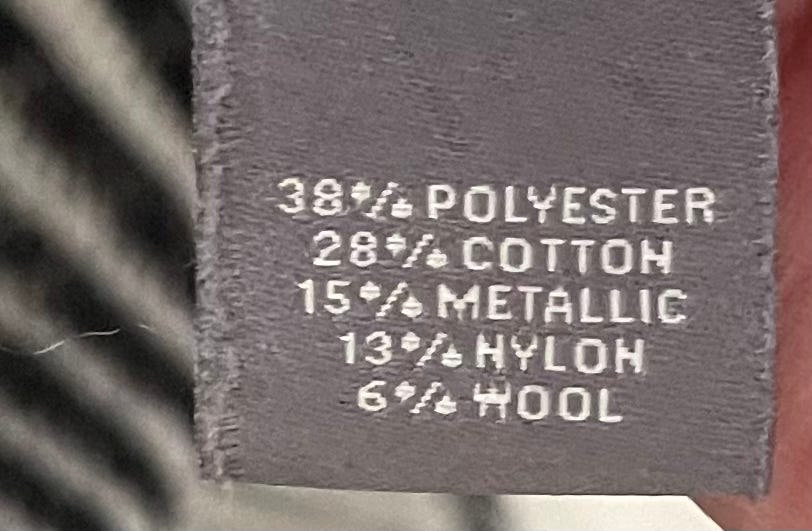 38% POLYESTER
28% COTTON
15% METALLIC
13% NYLON
6% WOOL